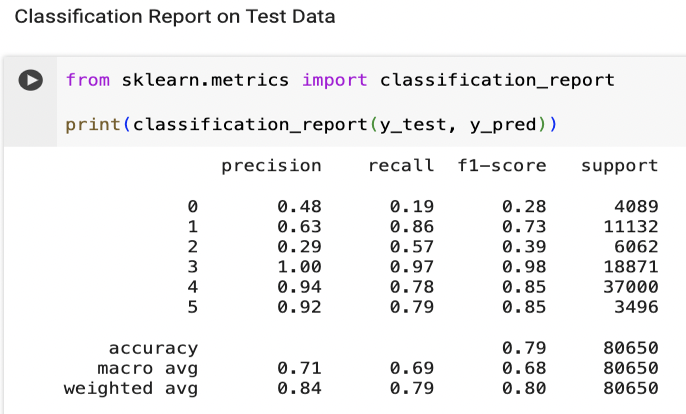 Classification Report on Test Data
from sklearn.metrics import classification_report
print(classification_report(y_test, y_pred))
precision recall f1-score support
0 0.48 0.19 0.28 4089
1 0.63 0.86 0.73 11132
2 0.29 0.57 0.39 6062
3 1.00 0.97 0.98 18871
4 0.94 0.78 0.85 37000
5 0.92 0.79 0.85 3496
accuracy 0.79 80650
macro avg 0.71 0.69 0.68 80650
weighted avg 0.84 0.79 0.80 80650